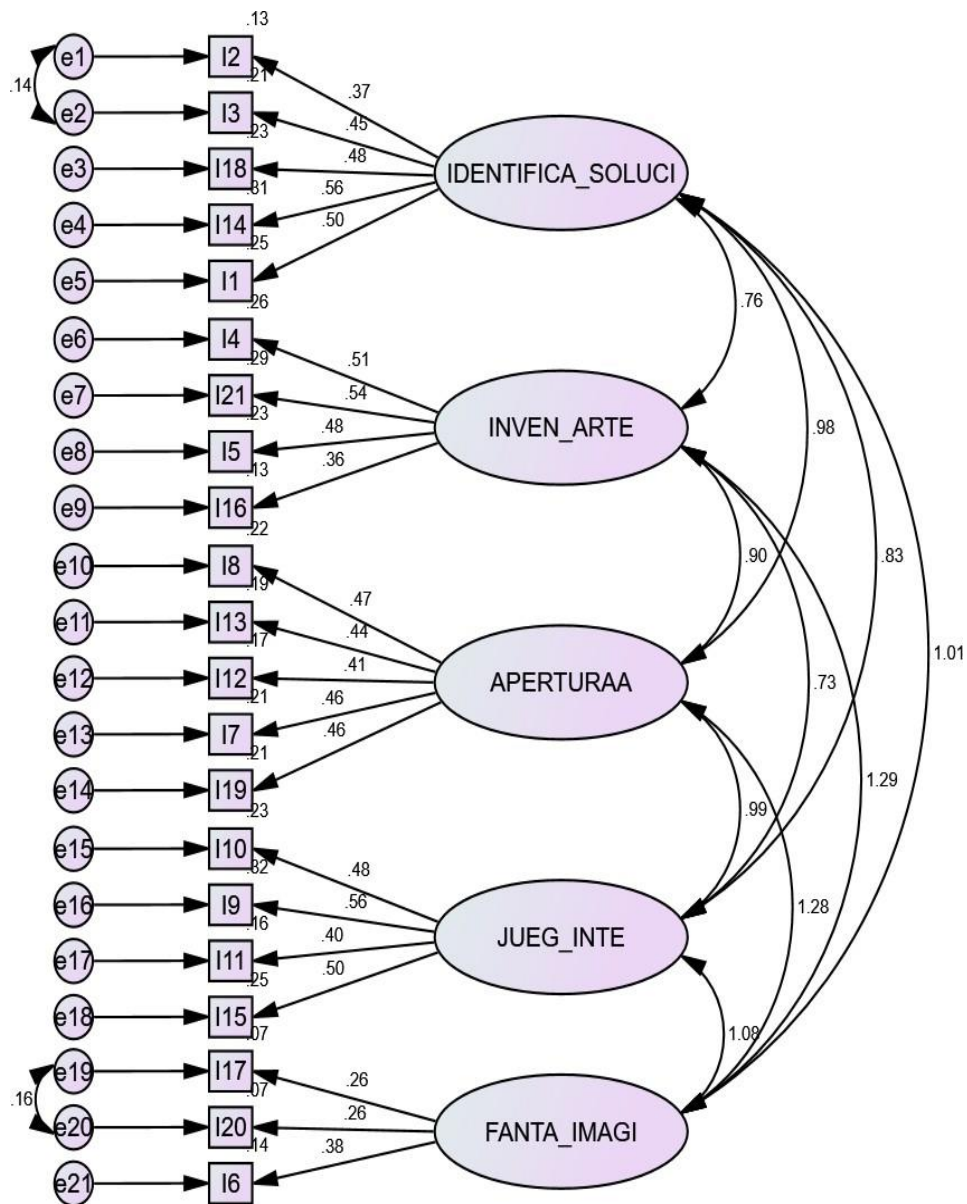 .13
e1 I2
.21
.14
.37
e2 I3
.45
.23
e3 I18
.48
IDENTIFICA_SOLUCI
.31
.56
e4 I14
.25
.50
e5 I1
.26
.76
e6 I4
.29
.51
e7 I21
.54
.23
INVEN_ARTE
.98
e8 I5
.48
.13
.36
e9 I16
.22
e10 I8
.90
.83
.19
.47
e11 I13
.44
.17
1.01
e12 I12
.41
APERTURAA
.73
.21
.46
e13 I7
.21
.46
e14 I19
.23
.99
1.29
e15 I10
.32
.48
e16 I9
.56
1.28
.16
JUEG_INTE
e17 I11
.40
.25
.50
e18 I15
.07
1.08
e19 I17
.26
.07
.16
.26
e20 I20
FANTA_IMAGI
.14
.38
e21 I6